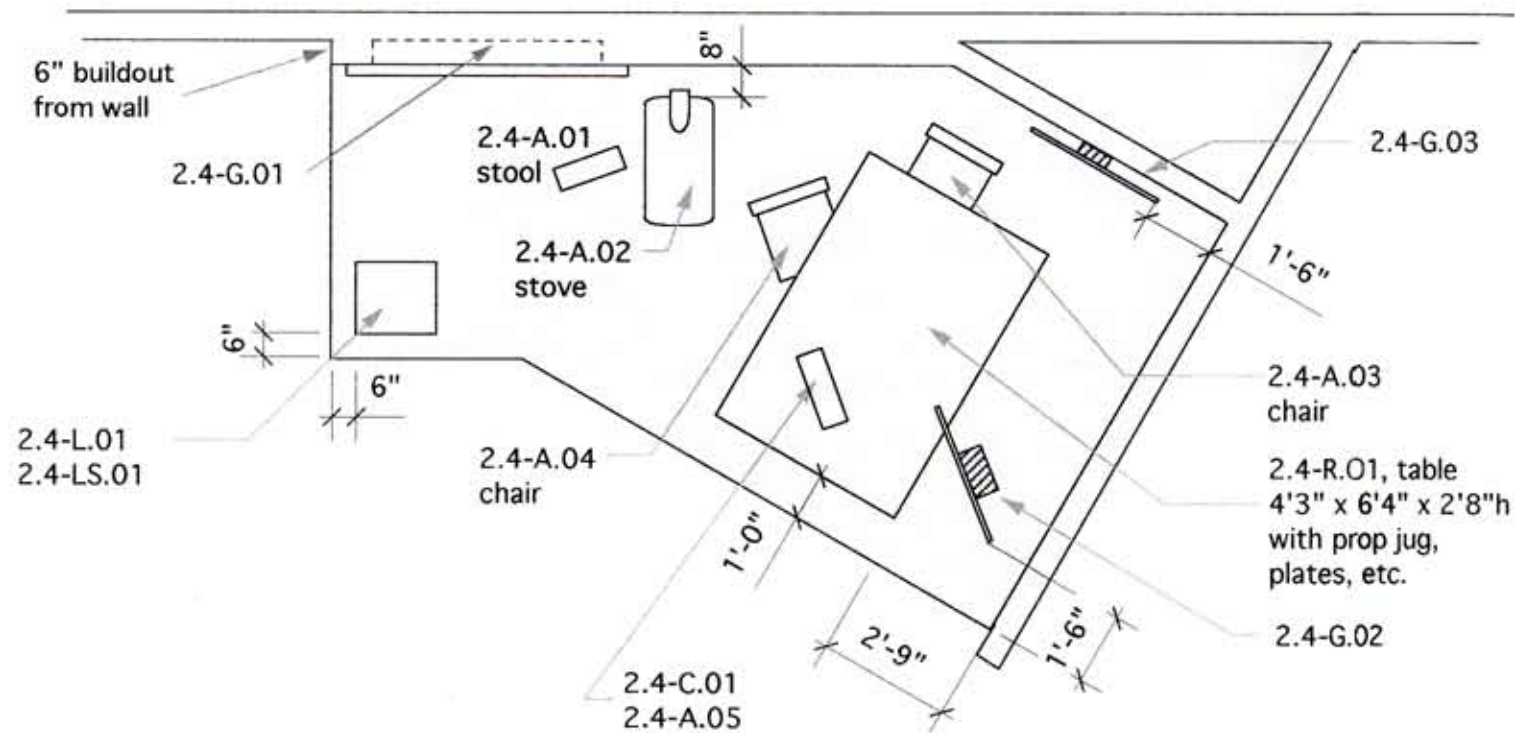 8"
6" buildout
from wall
2.4-G.01
2.4-A.01
stool
2.4-G.03
2.4-A.02
stove
1'-6"
6"
6"
2.4-A.03
chair
2.4-L.01
2.4-LS.01
2.4-A.04
chair
2.4-R.O1, table
4'3" x 6'4" x 2'8"h
with prop jug,
plates, etc.
1'-0"
2'-9"
1'-6"
2.4-G.02
2.4-C.01
2.4-A.05